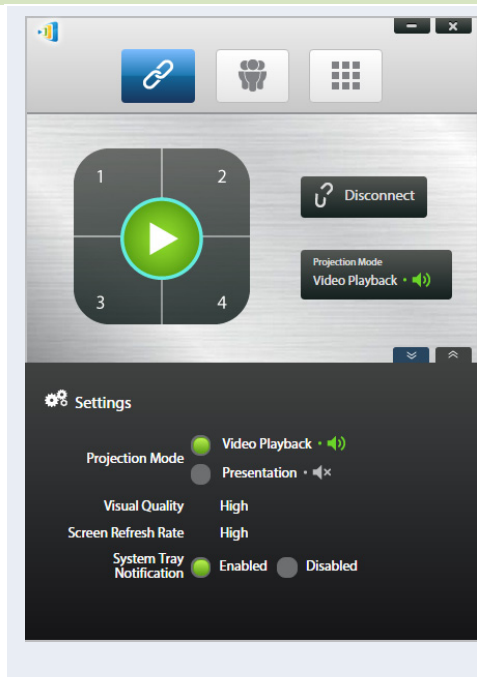 1 2
3 4
Disconnect
Projection Mode
Video Playback
Settings
Projection Mode
Video Playback
Presentation
Visual Quality High
Screen Refresh Rate High
System Tray
Notification
Enabled Disabled